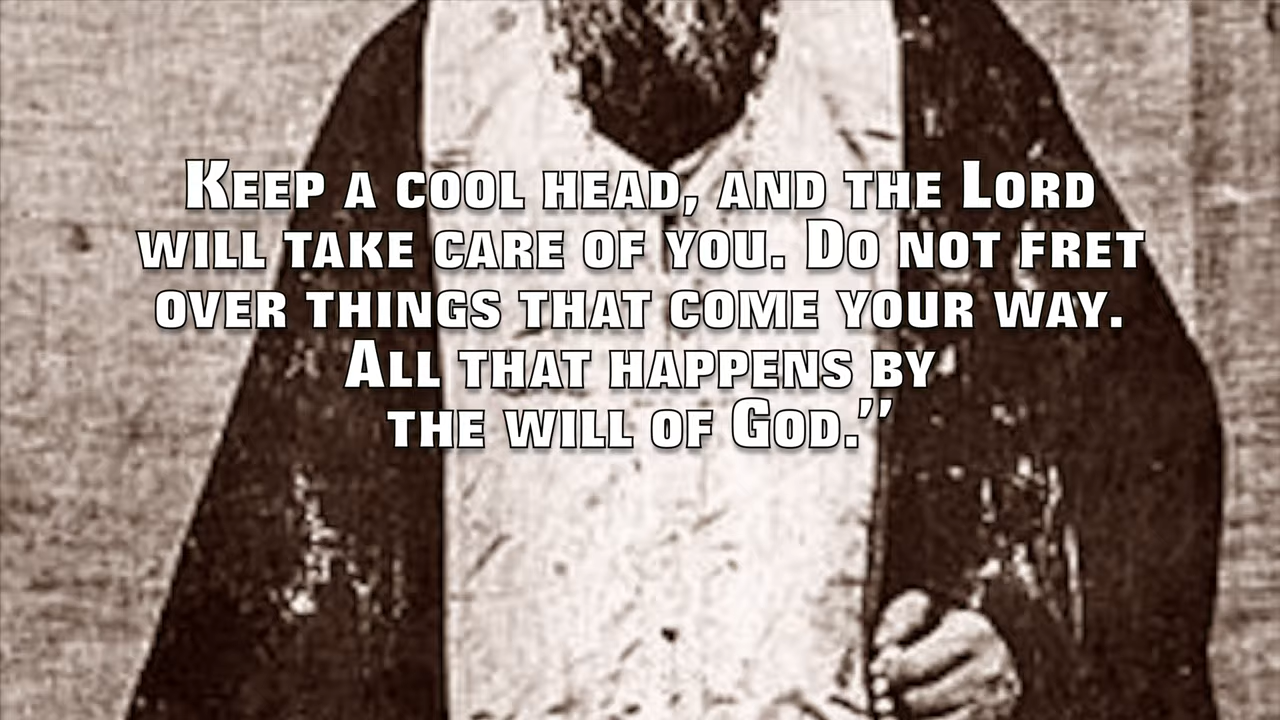 Keep a cool head, and the Lord
will take care of you. Do not fret
over things that come your way.
All that happens by
the will of God.”